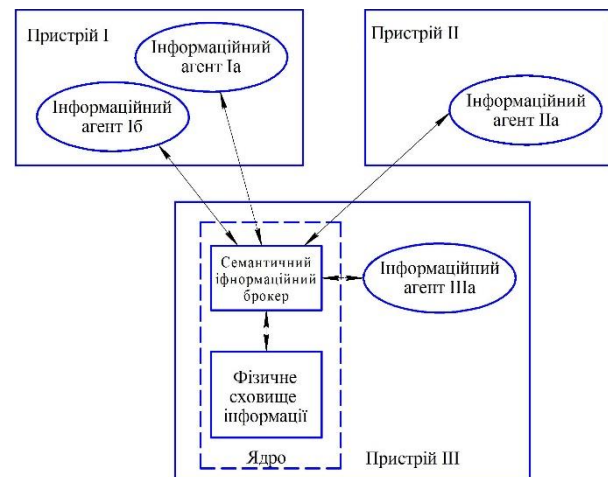 Пристрій I
Інформаційний
агент Іа
Інформаційний
агент Іб
Пристрій II
Інформаційний
агент ІІа
Семантичний
іфнормаційний
брокер
Інформаційний
агент ІІІа
Фізичне
сховище
інформації
Ядро
Пристрій III